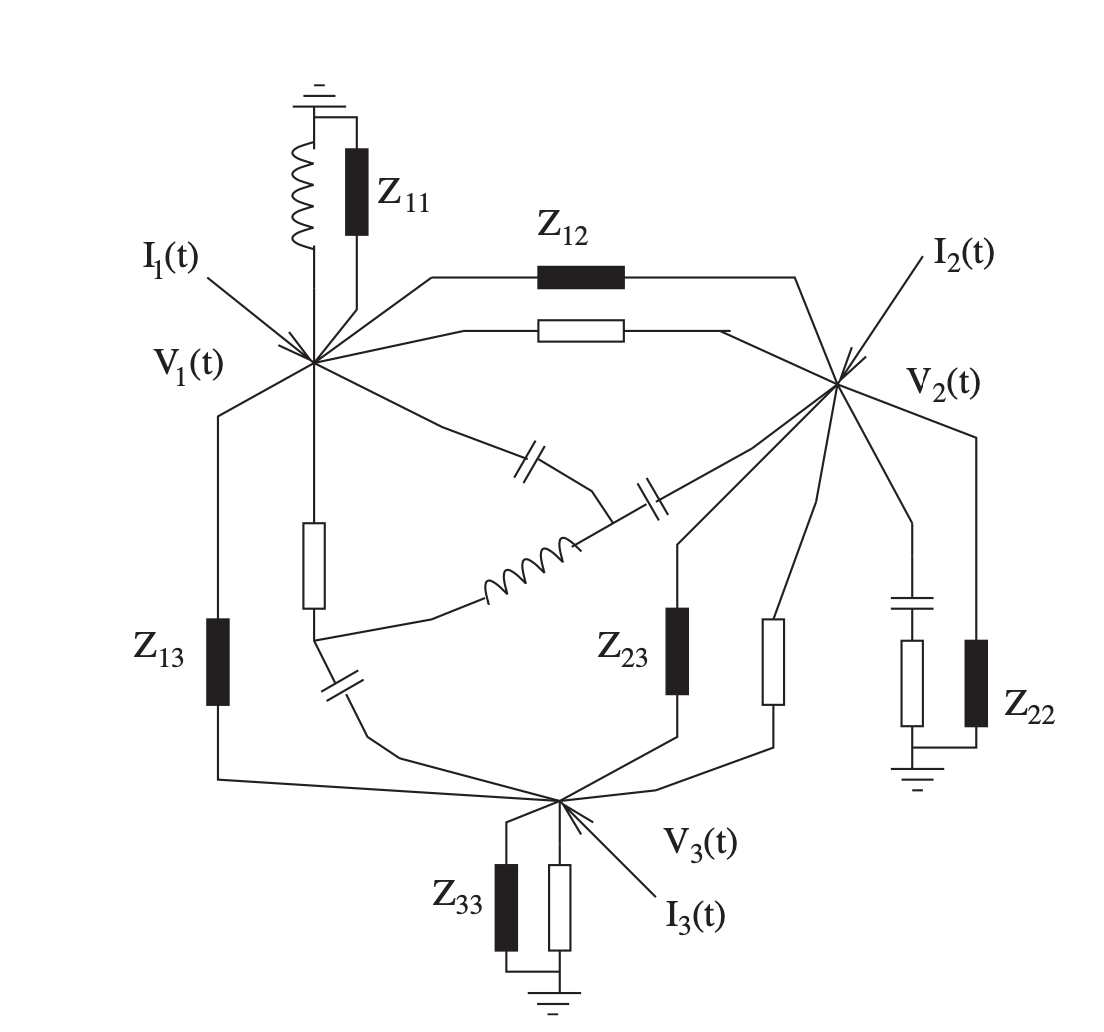 Z11
Z12
I1(t)
I2(t)
V1(t)
V2(t)
Z13
Z23
Z22
V3(t)
Z33
I3(t)